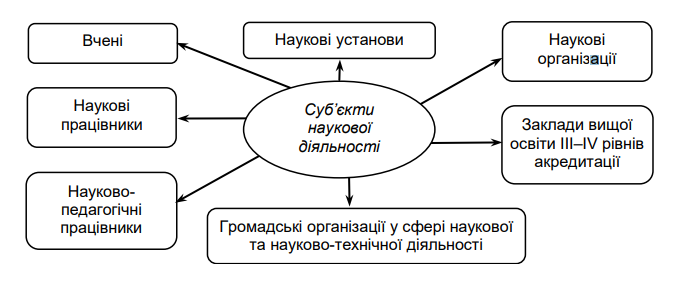 Вчені
Наукові установи
Наукові
організації
Наукові
працівники
Суб’єкти
наукової
діяльності
Заклади вищої
освіти III–IV рівнів
акредитації
Науково-
педагогічні
працівники
Громадські організації у сфері наукової
та науково-технічної діяльності